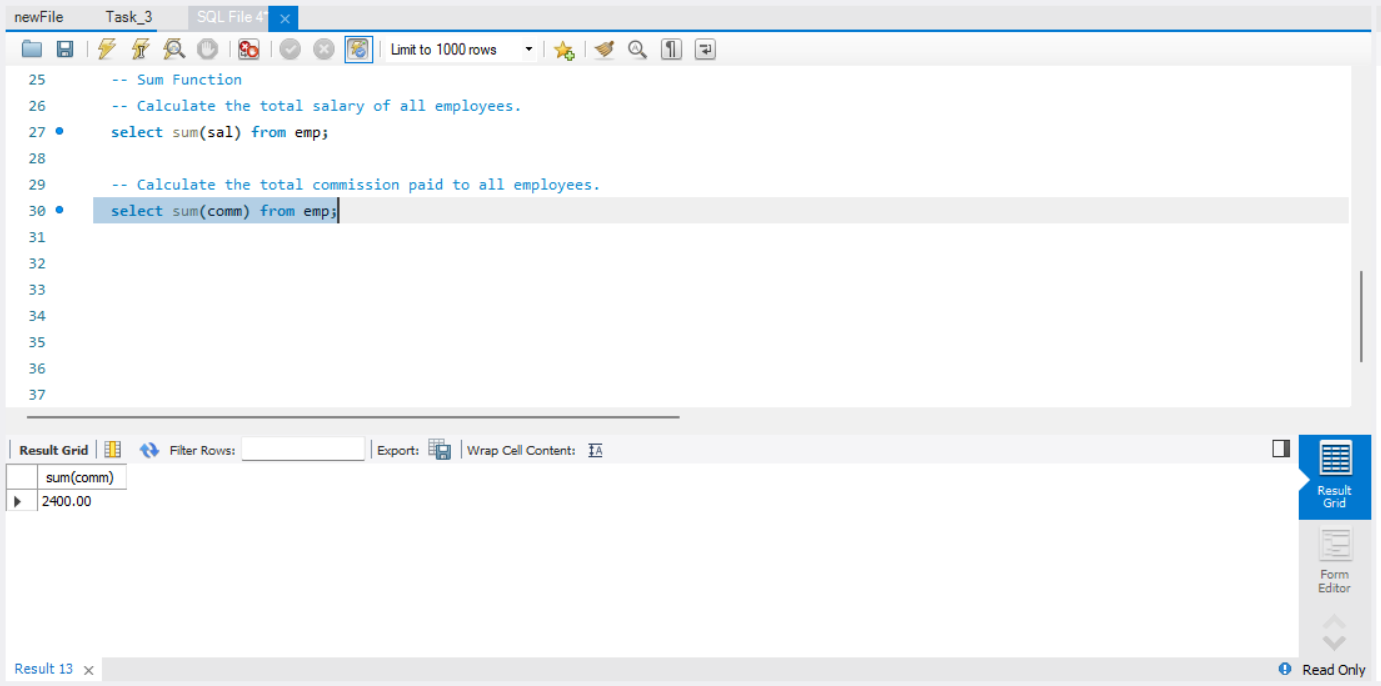 newFile Task_3 SQL File 4*
Limit to 1000 rows
25 -- Sum Function
26 -- Calculate the total salary of all employees.
27 select sum(sal) from emp;
28
29 -- Calculate the total commission paid to all employees.
30 select sum(comm) from emp;
31
32
33
34
35
36
37
Result Grid Filter Rows: Export: Wrap Cell Content:
sum(comm)
2400.00
Result
Grid
Form
Editor
Result 13 Read Only